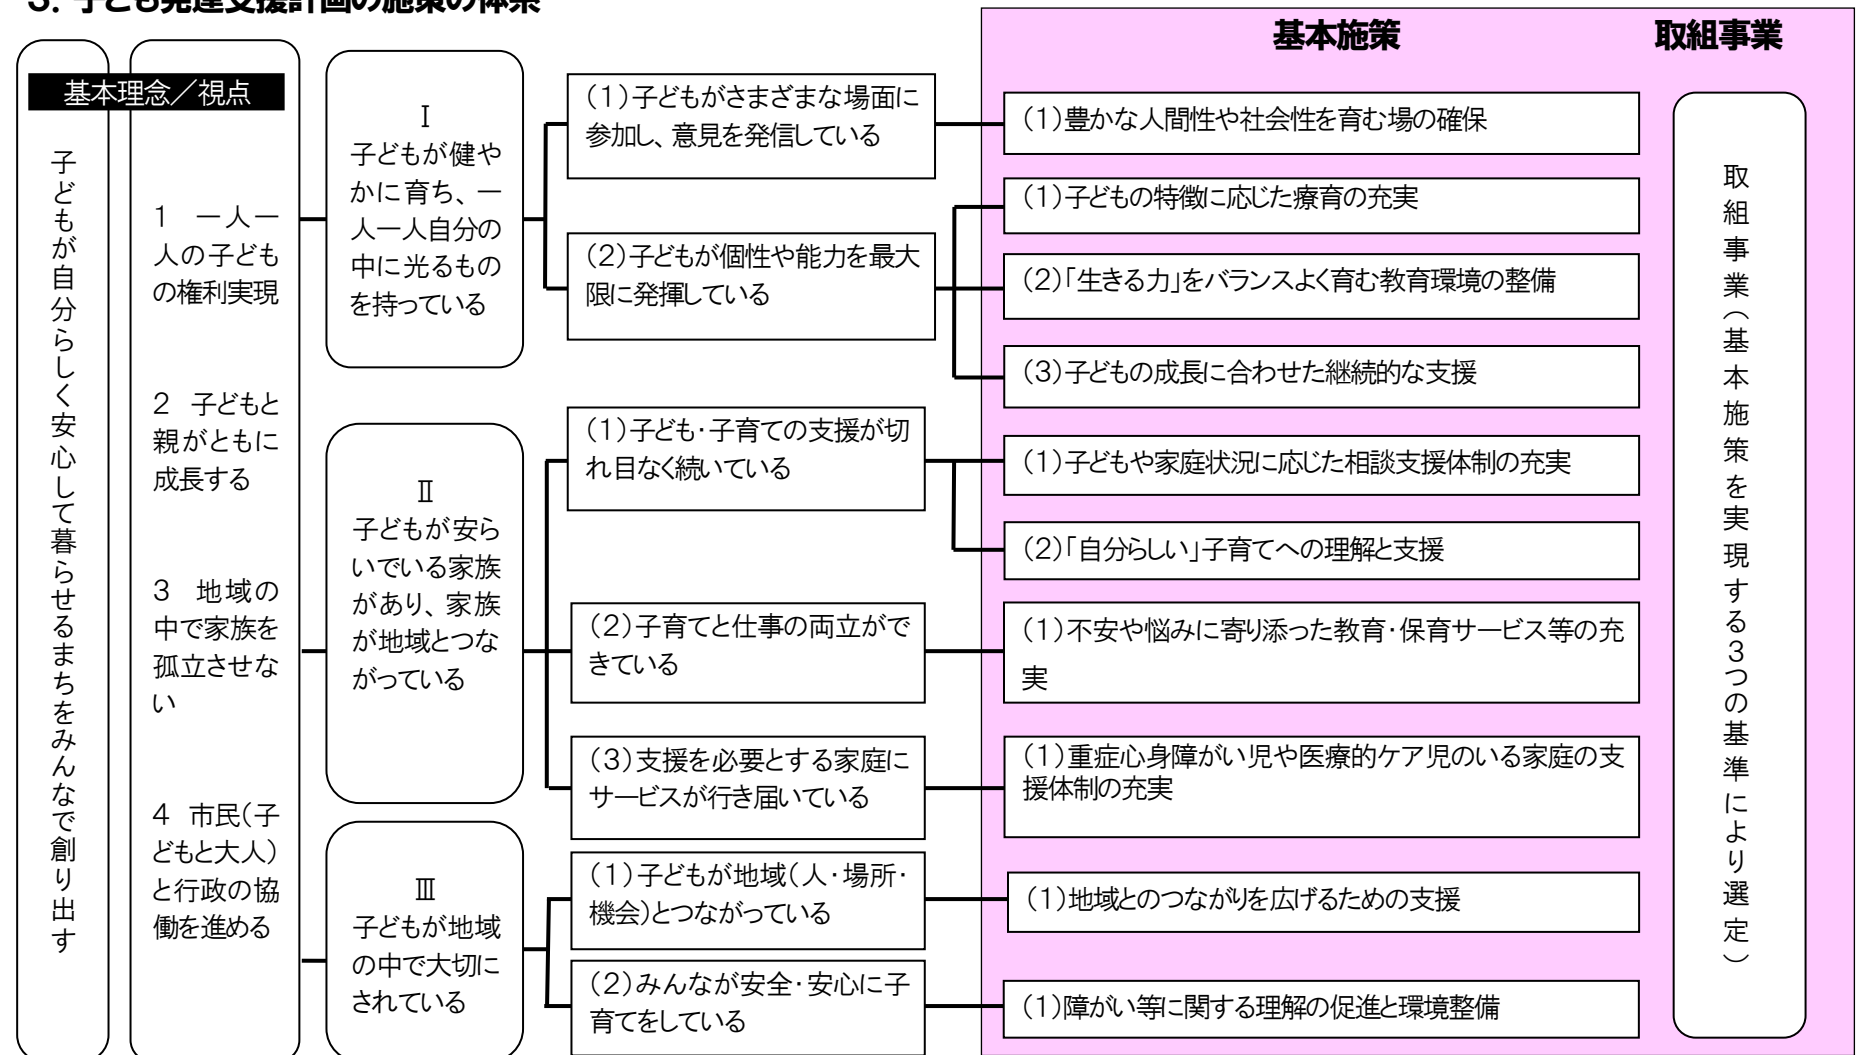 3．子ども発達支援計画の施策の体系
基本施策
取組事業
基本理念／視点
子どもが自分らしく安心して暮らせるまちをみんなで創り出す
1　一人一
人の子ども
の権利実現
2　子どもと
親がともに
成長する
3　地域の
中で家族を
孤立させな
い
4　市民（子
どもと大人）
と行政の協
働を進める
Ⅰ
子どもが健や
かに育ち、一
人一人自分の
中に光るもの
を持っている
（1）子どもがさまざまな場面に
参加し、意見を発信している
（1）豊かな人間性や社会性を育む場の確保
（2）子どもが個性や能力を最大
限に発揮している
（1）子どもの特徴に応じた療育の充実
（2）「生きる力」をバランスよく育む教育環境の整備
（3）子どもの成長に合わせた継続的な支援
Ⅱ
子どもが安ら
いでいる家族
があり、家族
が地域とつな
がっている
（1）子ども・子育ての支援が切
れ目なく続いている
（1）子どもや家庭状況に応じた相談支援体制の充実
（2）「自分らしい」子育てへの理解と支援
（2）子育てと仕事の両立がで
きている
（1）不安や悩みに寄り添った教育・保育サービス等の充
実
（3）支援を必要とする家庭に
サービスが行き届いている
（1）重症心身障がい児や医療的ケア児のいる家庭の支
援体制の充実
Ⅲ
子どもが地域
の中で大切に
されている
（1）子どもが地域（人・場所・
機会）とつながっている
（1）地域とのつながりを広げるための支援
（2）みんなが安全・安心に子
育てをしている
（1）障がい等に関する理解の促進と環境整備
取組事業（基本施策を実現する3つの基準により選定）